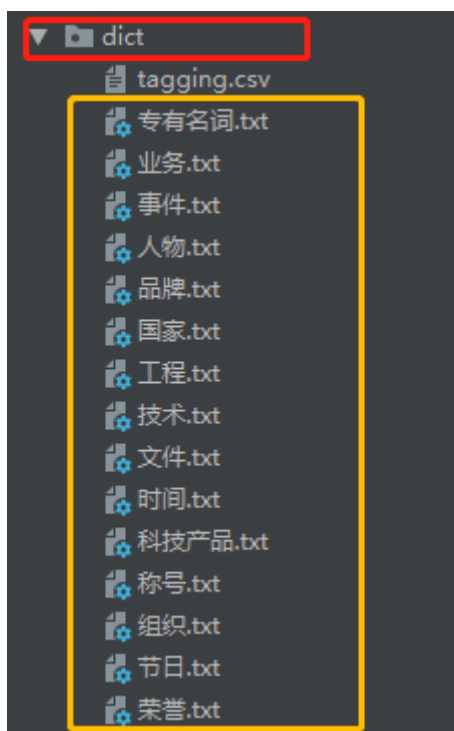 dict
tagging.csv
专有名词.txt
业务.txt
事件.txt
人物.txt
品牌.txt
国家.txt
工程.txt
技术.txt
文件.txt
时间.txt
科技产品.txt
称号.txt
组织.txt
节日.txt
荣誉.txt